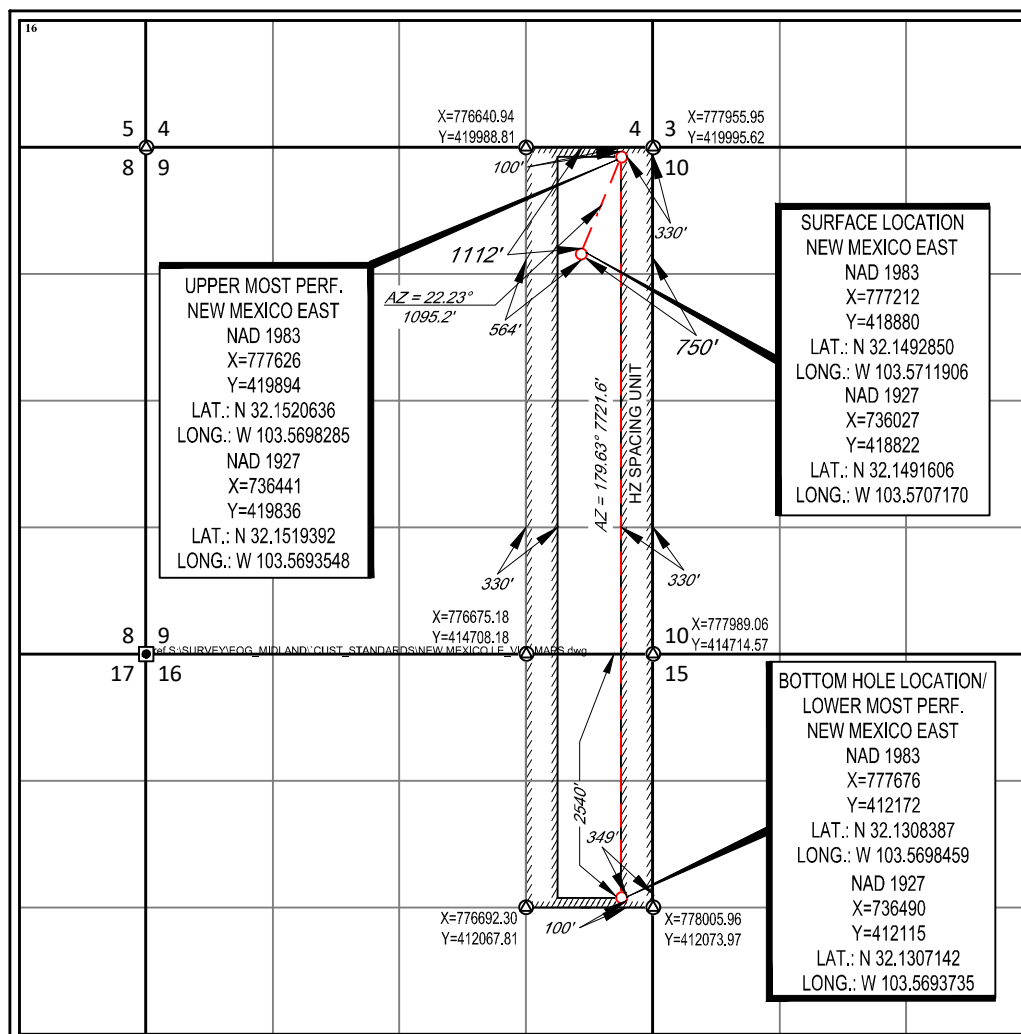 16
X=776640.94
Y=419988.81
X=777955.95
Y=419995.62
5 4
4 3
8 9
10
100'
330'
1112'
AZ = 22.23°
1095.2'
564'
750'
UPPER MOST PERF.
NEW MEXICO EAST
NAD 1983
X=777626
Y=419894
LAT.: N 32.1520636
LONG.: W 103.5698285
NAD 1927
X=736441
Y=419836
LAT.: N 32.1519392
LONG.: W 103.5693548
SURFACE LOCATION
NEW MEXICO EAST
NAD 1983
X=777212
Y=418880
LAT.: N 32.1492850
LONG.: W 103.5711906
NAD 1927
X=736027
Y=418822
LAT.: N 32.1491606
LONG.: W 103.5707170
AZ = 179.63° 7721.6'
HZ SPACING UNIT
330'
330'
X=776675.18
Y=414708.18
X=777989.06
Y=414714.57
8 9
10
17 16
15
2540'
349'
100'
X=776692.30
Y=412067.81
X=778005.96
Y=412073.97
BOTTOM HOLE LOCATION/
LOWER MOST PERF.
NEW MEXICO EAST
NAD 1983
X=777676
Y=412172
LAT.: N 32.1308387
LONG.: W 103.5698459
NAD 1927
X=736490
Y=412115
LAT.: N 32.1307142
LONG.: W 103.5693735